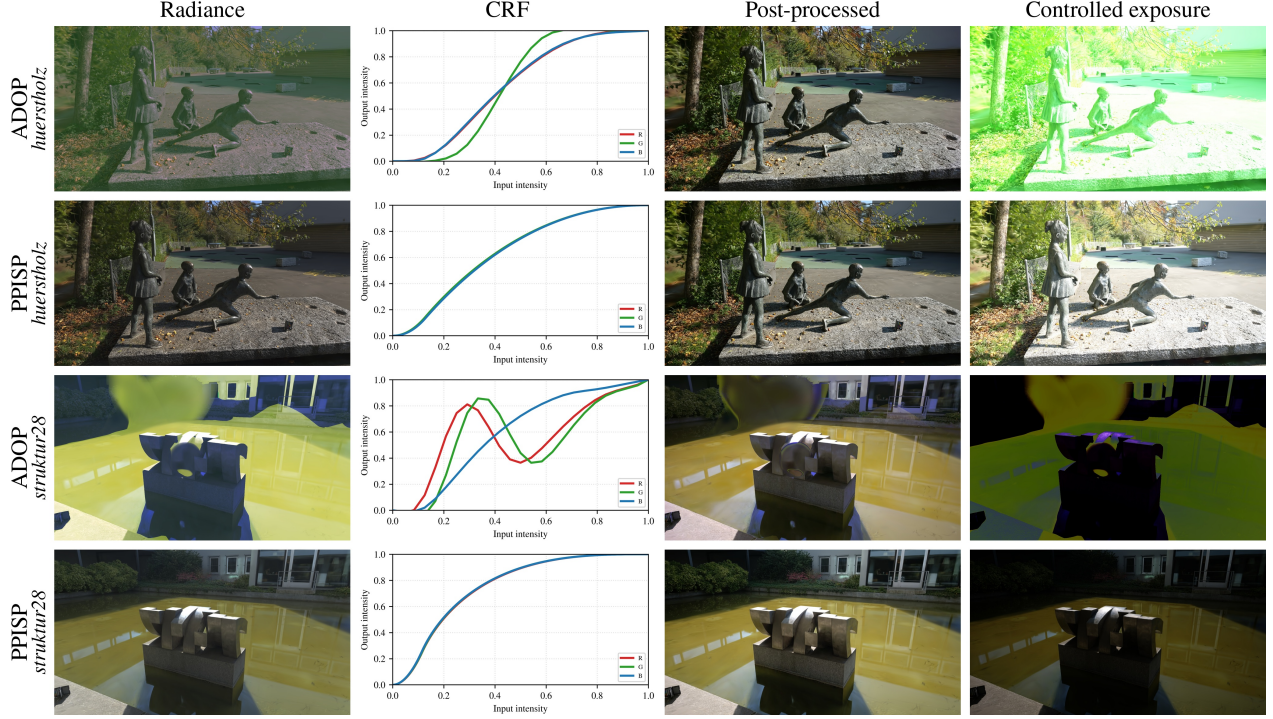 Radiance CRF Post-processed Controlled exposure
ADOP
huerstholz
Output intensity
1.0
0.8
0.6
0.4
0.2
0.0
R
G
B
0.0 0.2 0.4 0.6 0.8 1.0
Input intensity
PPISP
huerstholz
Output intensity
1.0
0.8
0.6
0.4
0.2
0.0
R
G
B
0.0 0.2 0.4 0.6 0.8 1.0
Input intensity
ADOP
struktur28
Output intensity
1.0
0.8
0.6
0.4
0.2
0.0
R
G
B
0.0 0.2 0.4 0.6 0.8 1.0
Input intensity
PPISP
struktur28
Output intensity
1.0
0.8
0.6
0.4
0.2
0.0
R
G
B
0.0 0.2 0.4 0.6 0.8 1.0
Input intensity